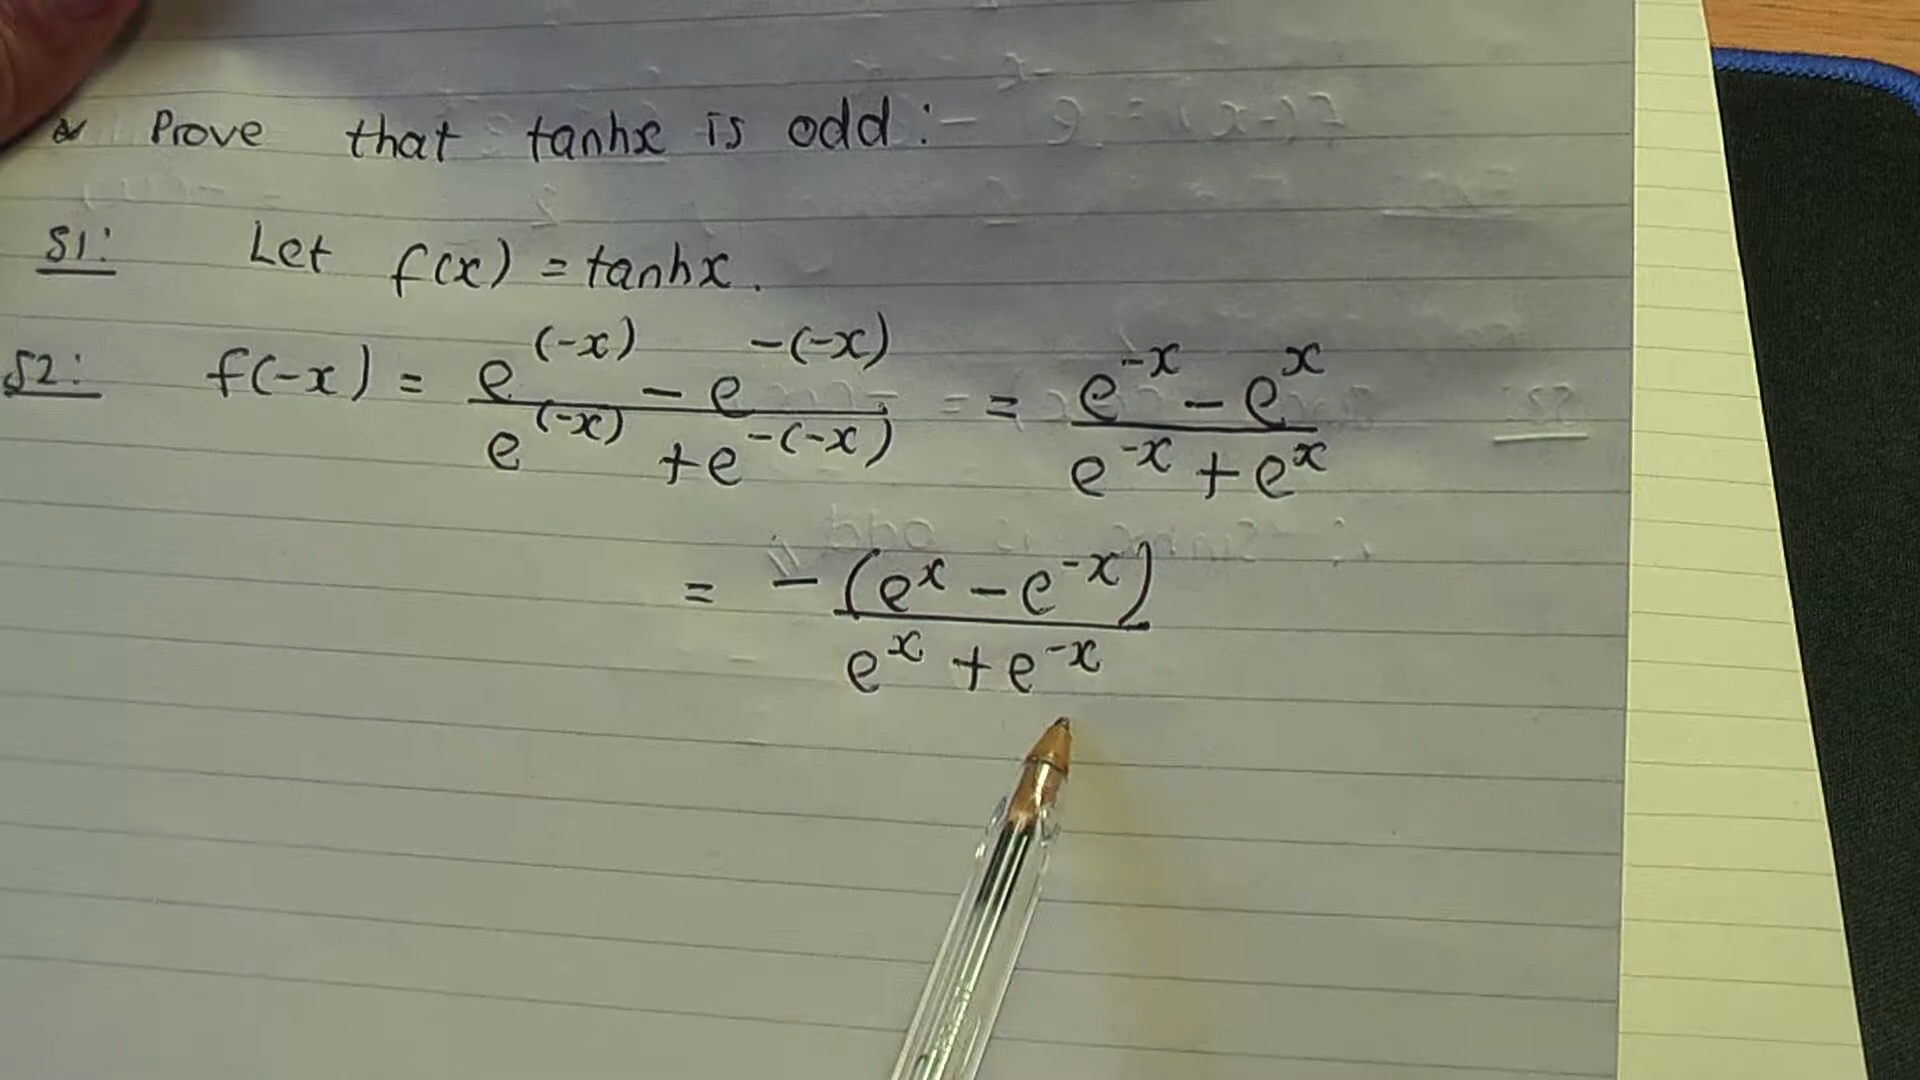 Prove that tanhx is odd:-
S1: Let f(x) = tanhx.
S2: f(-x) = (e^(-x) - e^-(-x))/(e^(-x) + e^-(-x)) = (e^-x - e^x)/(e^-x + e^x)
= -(e^x - e^-x)/(e^x + e^-x)